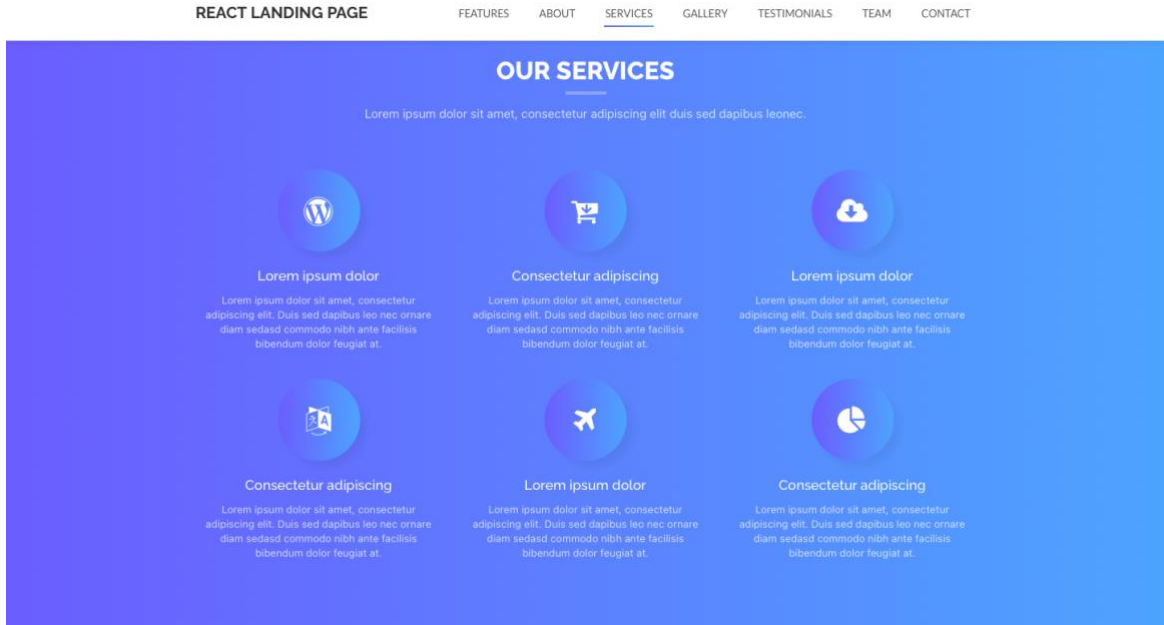 REACT LANDING PAGE
FEATURES ABOUT SERVICES GALLERY TESTIMONIALS TEAM CONTACT
OUR SERVICES
Lorem ipsum dolor sit amet, consectetur adipiscing elit duis sed dapibus leonec.
Lorem ipsum dolor
Lorem ipsum dolor sit amet, consectetur
adipiscing elit. Duis sed dapibus leo nec ornare
diam sedasd commodo nibh ante facilisis
bibendum dolor feugiat at.
Consectetur adipiscing
Lorem ipsum dolor sit amet, consectetur
adipiscing elit. Duis sed dapibus leo nec ornare
diam sedasd commodo nibh ante facilisis
bibendum dolor feugiat at.
Lorem ipsum dolor
Lorem ipsum dolor sit amet, consectetur
adipiscing elit. Duis sed dapibus leo nec ornare
diam sedasd commodo nibh ante facilisis
bibendum dolor feugiat at.
Consectetur adipiscing
Lorem ipsum dolor sit amet, consectetur
adipiscing elit. Duis sed dapibus leo nec ornare
diam sedasd commodo nibh ante facilisis
bibendum dolor feugiat at.
Lorem ipsum dolor
Lorem ipsum dolor sit amet, consectetur
adipiscing elit. Duis sed dapibus leo nec ornare
diam sedasd commodo nibh ante facilisis
bibendum dolor feugiat at.
Consectetur adipiscing
Lorem ipsum dolor sit amet, consectetur
adipiscing elit. Duis sed dapibus leo nec ornare
diam sedasd commodo nibh ante facilisis
bibendum dolor feugiat at.